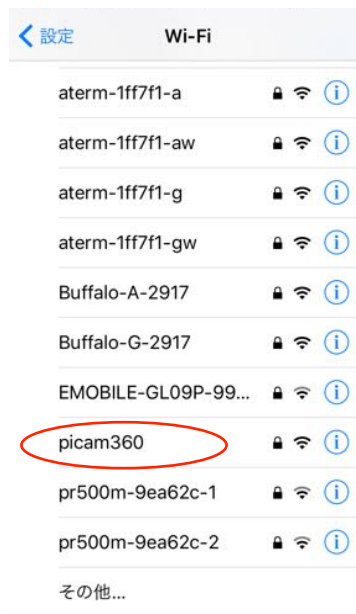 設定 Wi-Fi
aterm-1ff7f1-a
aterm-1ff7f1-aw
aterm-1ff7f1-g
aterm-1ff7f1-gw
Buffalo-A-2917
Buffalo-G-2917
EMOBILE-GL09P-99...
picam360
pr500m-9ea62c-1
pr500m-9ea62c-2
その他...